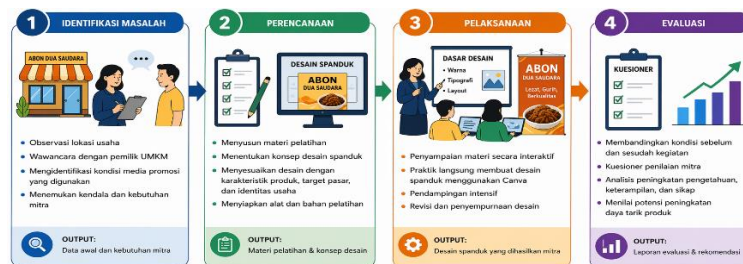 1 IDENTIFIKASI MASALAH
ABON DUA SAUDARA
Observasi lokasi usaha
Wawancara dengan pemilik UMKM
Mengidentifikasi kondisi media promosi
yang digunakan
Menemukan kendala dan kebutuhan
mitra
OUTPUT:
Data awal dan kebutuhan mitra
2 PERENCANAAN
DESAIN SPANDUK
ABON
DUA SAUDARA
Menyusun materi pelatihan
Menentukan konsep desain spanduk
Menyesuaikan desain dengan
karakteristik produk, target pasar,
dan identitas usaha
Menyiapkan alat dan bahan pelatihan
OUTPUT:
Materi pelatihan & konsep desain
3 PELAKSANAAN
DASAR DESAIN
Warna
Tipografi
Layout
ABON
DUA SAUDARA
Lezat, Gurih,
Berkualitas
Penyampaian materi secara interaktif
Praktik langsung membuat desain
spanduk menggunakan Canva
Pendampingan intensif
Revisi dan penyempurnaan desain
OUTPUT:
Desain spanduk yang dihasilkan mitra
4 EVALUASI
KUESIONER
Membandingkan kondisi sebelum
dan sesudah kegiatan
Kuesioner penilaian mitra
Analisis peningkatan pengetahuan,
keterampilan, dan sikap
Menilai potensi peningkatan
daya tarik produk
OUTPUT:
Laporan evaluasi & rekomendasi